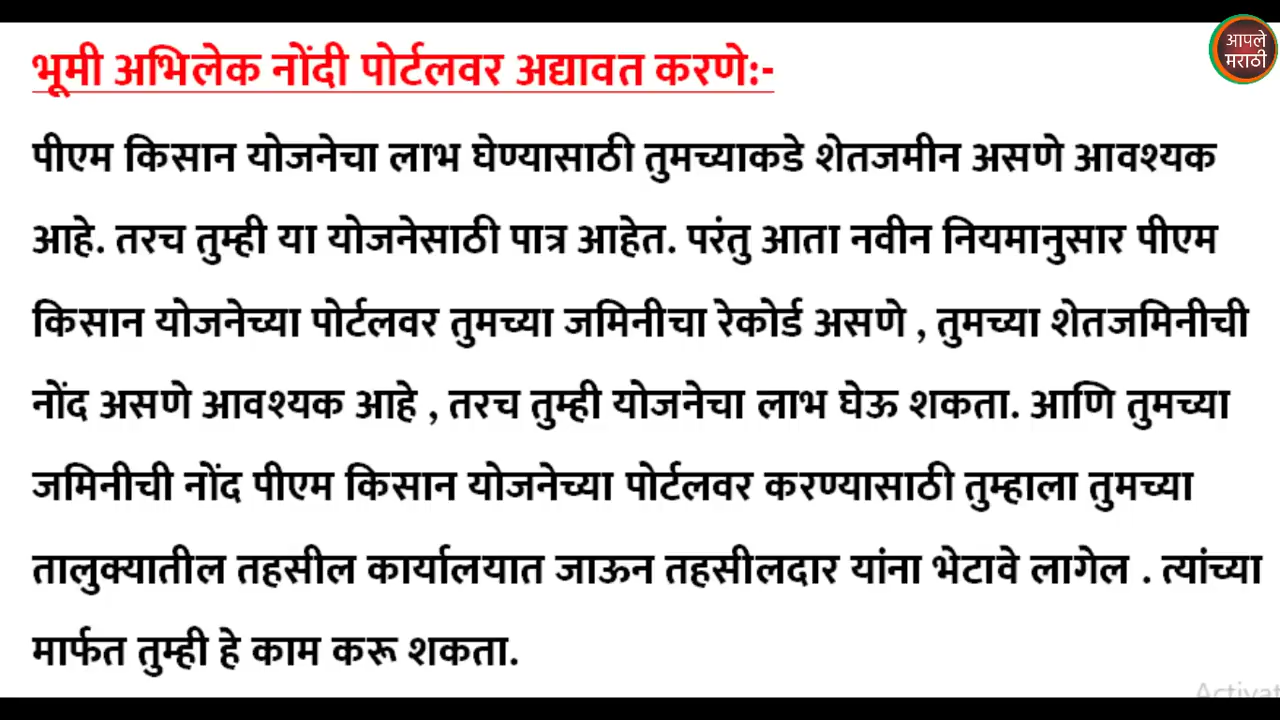 भूमी अभिलेक नोंदी पोर्टलवर अद्यावत करणे:-
आपले
मराठी
पीएम किसान योजनेचा लाभ घेण्यासाठी तुमच्याकडे शेतजमीन असणे आवश्यक
आहे. तरच तुम्ही या योजनेसाठी पात्र आहेत. परंतु आता नवीन नियमानुसार पीएम
किसान योजनेच्या पोर्टलवर तुमच्या जमिनीचा रेकोर्ड असणे , तुमच्या शेतजमिनीची
नोंद असणे आवश्यक आहे , तरच तुम्ही योजनेचा लाभ घेऊ शकता. आणि तुमच्या
जमिनीची नोंद पीएम किसान योजनेच्या पोर्टलवर करण्यासाठी तुम्हाला तुमच्या
तालुक्यातील तहसील कार्यालयात जाऊन तहसीलदार यांना भेटावे लागेल . त्यांच्या
मार्फत तुम्ही हे काम करू शकता.